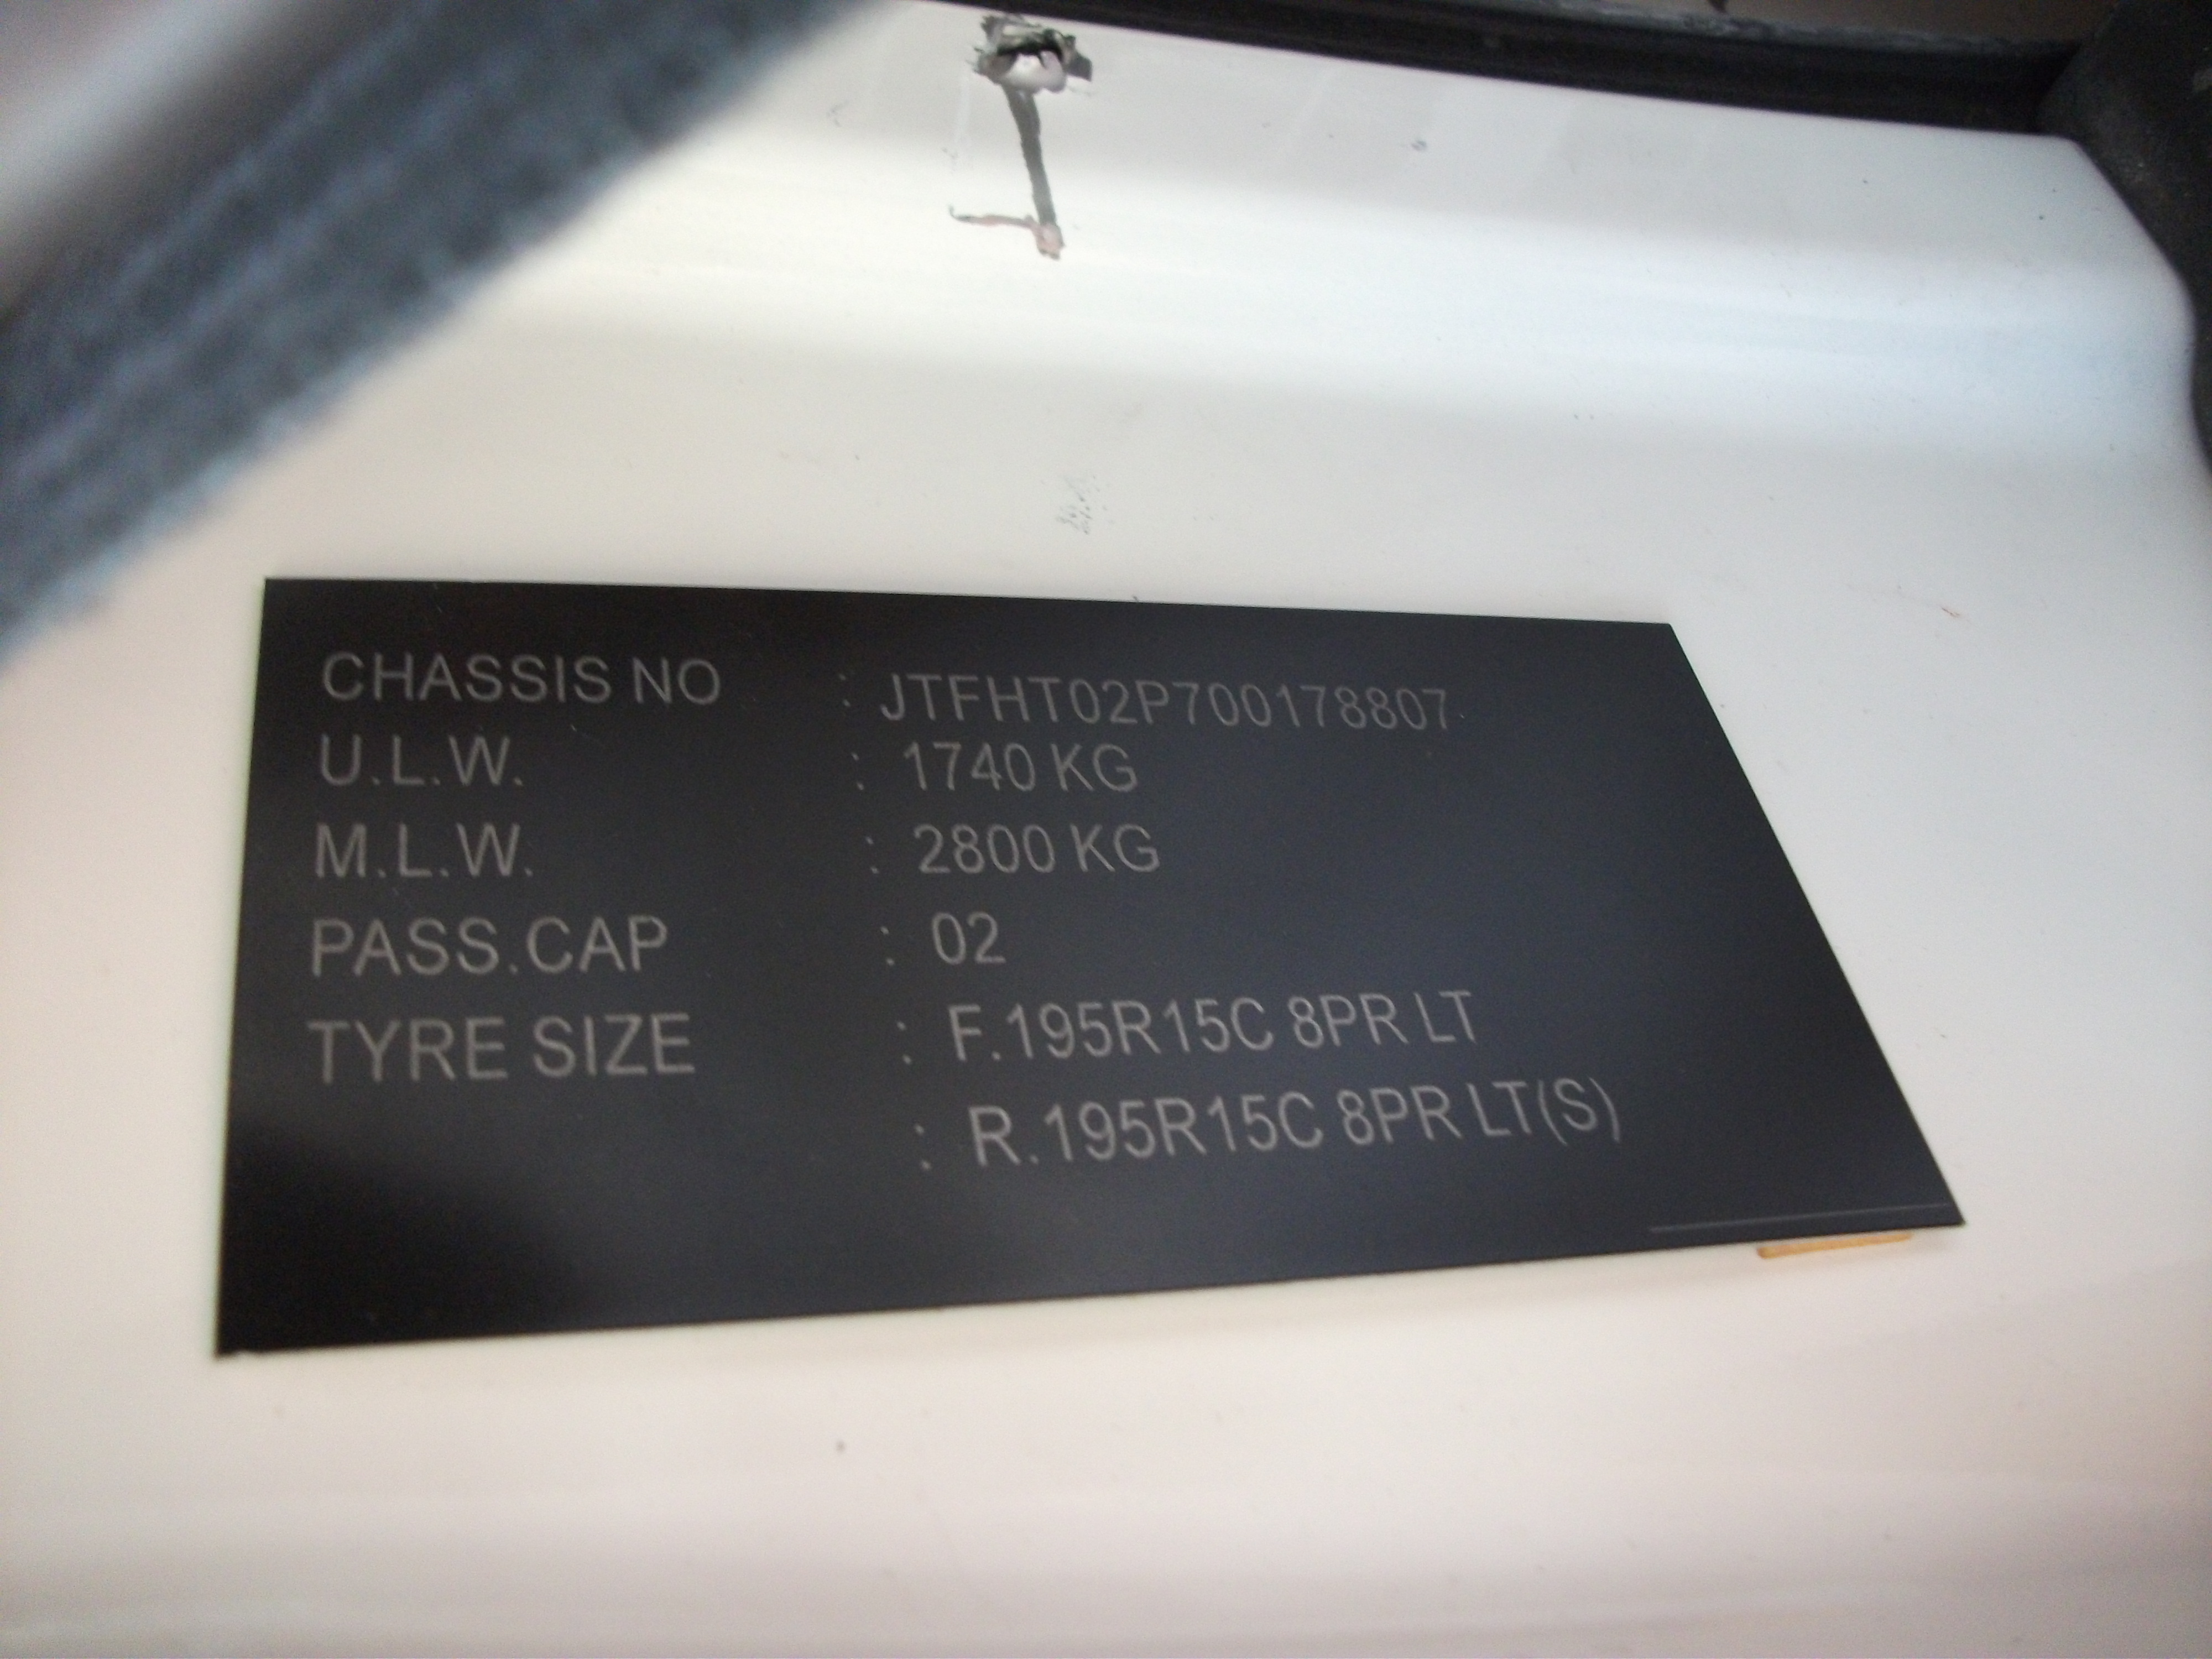 CHASSIS NO : JTFHT02P700178807
U.L.W. : 1740 KG
M.L.W. : 2800 KG
PASS.CAP : 02
TYRE SIZE : F.195R15C 8PR LT
: R.195R15C 8PR LT(S)